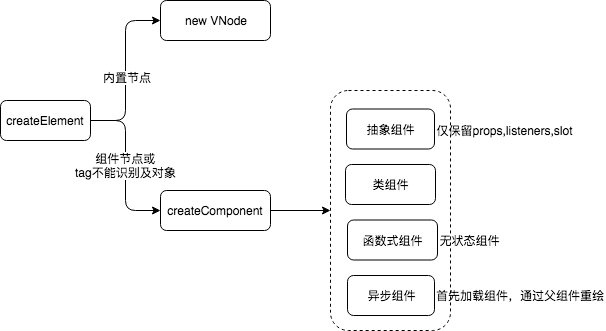 new VNode
内置节点
createElement
组件节点或
tag不能识别及对象
createComponent
抽象组件 仅保留props,listeners,slot
类组件
函数式组件 无状态组件
异步组件 首先加载组件，通过父组件重绘